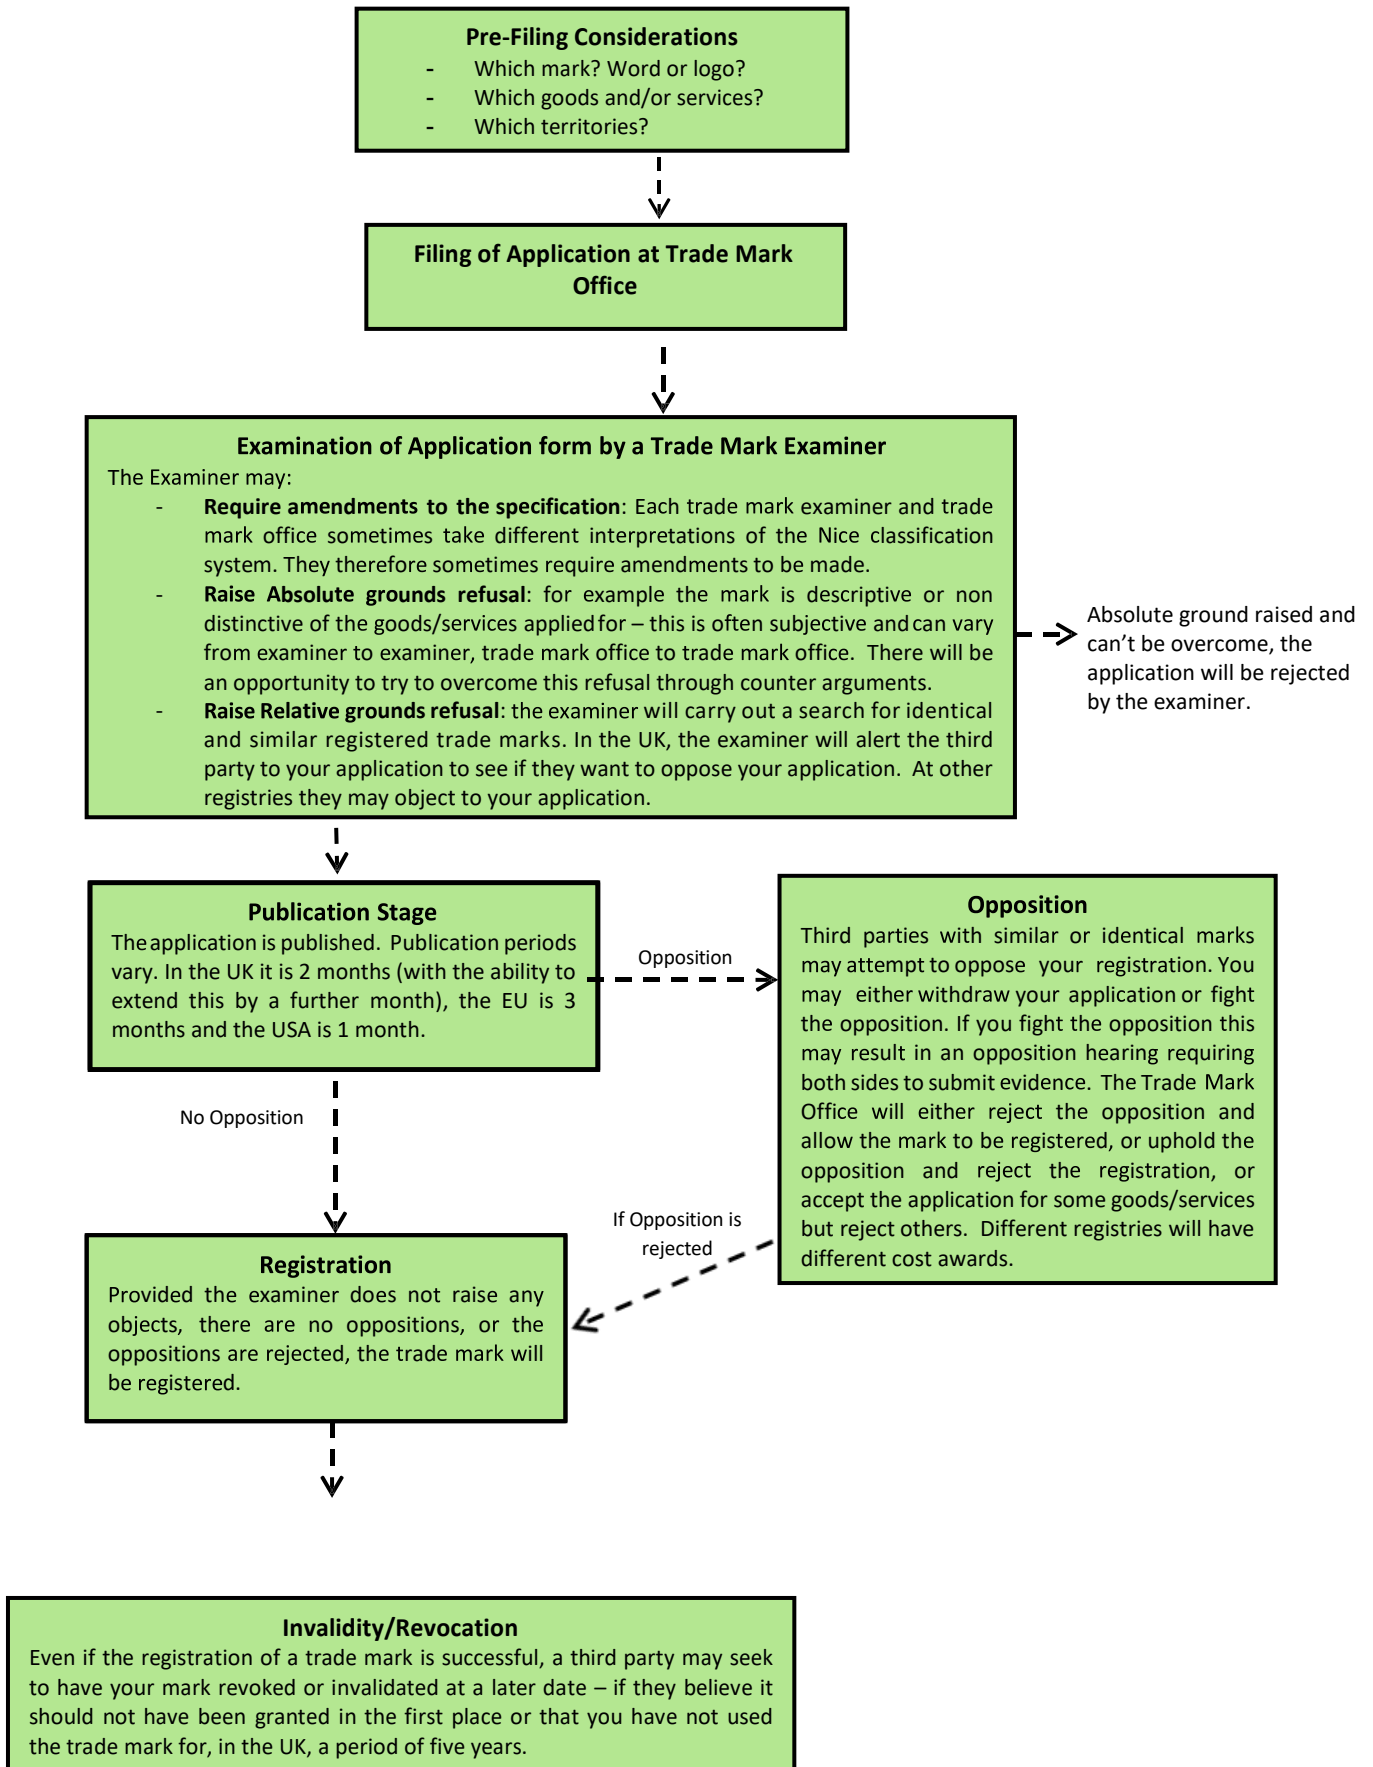 Pre-Filing Considerations
- Which mark? Word or logo?
- Which goods and/or services?
- Which territories?
Filing of Application at Trade Mark
Office
Examination of Application form by a Trade Mark Examiner
The Examiner may:
- Require amendments to the specification: Each trade mark examiner and trade
mark office sometimes take different interpretations of the Nice classification
system. They therefore sometimes require amendments to be made.
- Raise Absolute grounds refusal: for example the mark is descriptive or non
distinctive of the goods/services applied for – this is often subjective and can vary
from examiner to examiner, trade mark office to trade mark office. There will be
an opportunity to try to overcome this refusal through counter arguments.
- Raise Relative grounds refusal: the examiner will carry out a search for identical
and similar registered trade marks. In the UK, the examiner will alert the third
party to your application to see if they want to oppose your application. At other
registries they may object to your application.
Absolute ground raised and
can’t be overcome, the
application will be rejected
by the examiner.
Publication Stage
The application is published. Publication periods
vary. In the UK it is 2 months (with the ability to
extend this by a further month), the EU is 3
months and the USA is 1 month.
Opposition
Opposition
Third parties with similar or identical marks
may attempt to oppose your registration. You
may either withdraw your application or fight
the opposition. If you fight the opposition this
may result in an opposition hearing requiring
both sides to submit evidence. The Trade Mark
Office will either reject the opposition and
allow the mark to be registered, or uphold the
opposition and reject the registration, or
accept the application for some goods/services
but reject others. Different registries will have
different cost awards.
No Opposition
If Opposition is
rejected
Registration
Provided the examiner does not raise any
objects, there are no oppositions, or the
oppositions are rejected, the trade mark will
be registered.
Invalidity/Revocation
Even if the registration of a trade mark is successful, a third party may seek
to have your mark revoked or invalidated at a later date – if they believe it
should not have been granted in the first place or that you have not used
the trade mark for, in the UK, a period of five years.